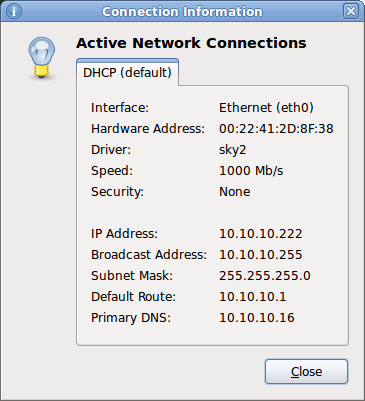 Connection Information
Active Network Connections
DHCP (default)
Interface: Ethernet (eth0)
Hardware Address: 00:22:41:2D:8F:38
Driver: sky2
Speed: 1000 Mb/s
Security: None
IP Address: 10.10.10.222
Broadcast Address: 10.10.10.255
Subnet Mask: 255.255.255.0
Default Route: 10.10.10.1
Primary DNS: 10.10.10.16
Close